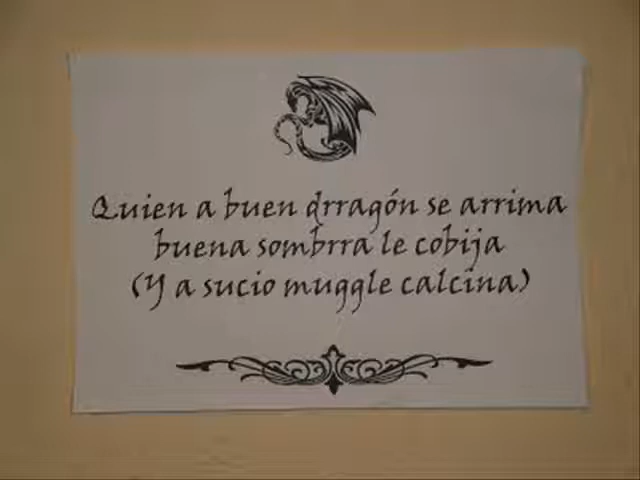 Quien a buen drragón se arrima
buena sombrra le cobija
(Y a sucio muggle calcina)